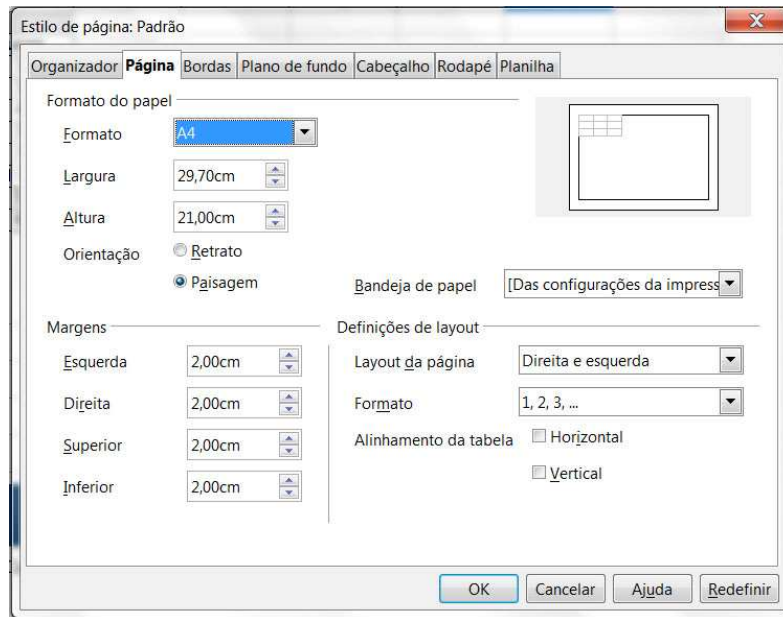 Estilo de página: Padrão
Organizador Página Bordas Plano de fundo Cabeçalho Rodapé Planilha
Formato do papel
Formato A4
Largura 29,70cm
Altura 21,00cm
Orientação Retrato
Paisagem
Bandeja de papel [Das configurações da impress
Margens
Esquerda 2,00cm
Direita 2,00cm
Superior 2,00cm
Inferior 2,00cm
Definições de layout
Layout da página Direita e esquerda
Formato 1, 2, 3, ...
Alinhamento da tabela Horizontal
Vertical
OK Cancelar Ajuda Redefinir